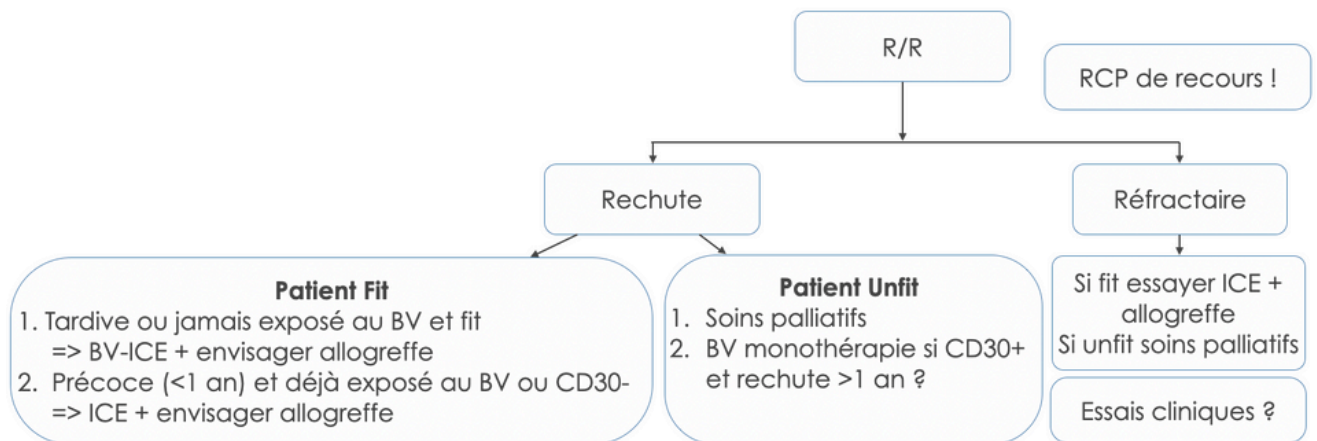 R/R
RCP de recours !
Rechute
Réfractaire
Patient Fit
1. Tardive ou jamais exposé au BV et fit
=> BV-ICE + envisager allogreffe
2. Précoce (<1 an) et déjà exposé au BV ou CD30-
=> ICE + envisager allogreffe
Patient Unfit
1. Soins palliatifs
2. BV monothérapie si CD30+
et rechute >1 an ?
Si fit essayer ICE +
allogreffe
Si unfit soins palliatifs
Essais cliniques ?